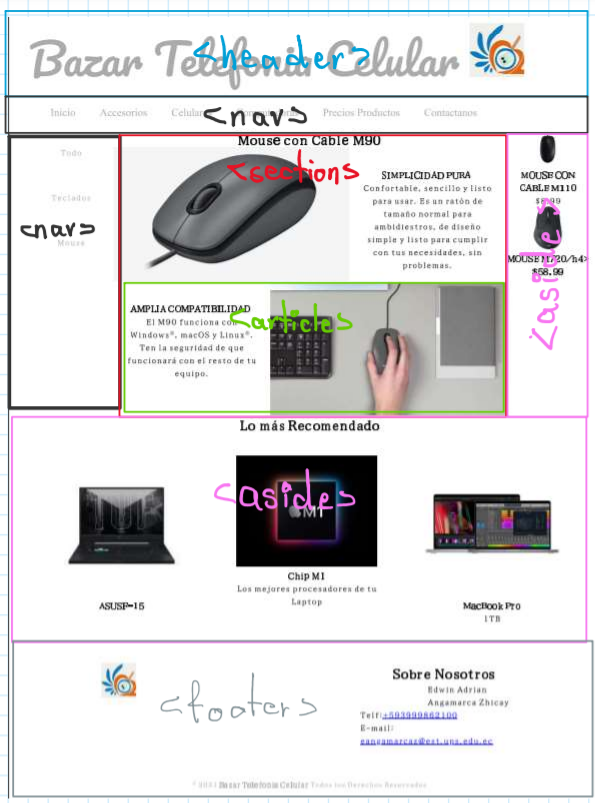 Bazar Telefonia Celular
<header>
Inicio Accesorios Celular Computadoras Precios Productos Contactanos
<nav>
Todo
Teclados
Mouse
<nav>
Mouse con Cable M90
<sections
SIMPLICIDAD PURA
Confortable, sencillo y listo
para usar. Es un ratón de
tamaño normal para
ambidiestros, de diseño
simple y listo para cumplir
con tus necesidades, sin
problemas.
AMPLIA COMPATIBILIDAD
El M90 funciona con
Windows®, macOS y Linux®.
Ten la seguridad de que
funcionará con el resto de tu
equipo.
<article>
MOUSE CON
CABLE M110
$8.99
MOUSE M720/h4>
$58.99
<aside>
Lo más Recomendado
<aside>
M1
ASUSF-15
Chip M1
Los mejores procesadores de tu
Laptop
MacBook Pro
1TB
<footer>
Sobre Nosotros
Edwin Adrian
Angamarca Zhicay
Telf:+593999862100
E-mail:
eangamarcaz@est.ups.edu.ec
Bazar Telefonia Celular Todos los Derechos Reservados